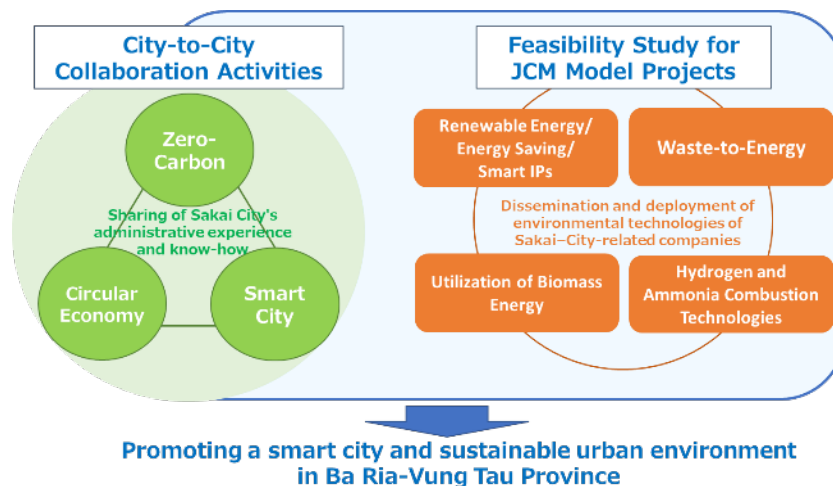 City-to-City
Collaboration Activities
Zero-
Carbon
Sharing of Sakai City's
administrative experience
and know-how
Circular
Economy
Smart
City
Feasibility Study for
JCM Model Projects
Renewable Energy/
Energy Saving/
Smart IPs
Waste-to-Energy
Dissemination and deployment of
environmental technologies of
Sakai–City-related companies
Utilization of Biomass
Energy
Hydrogen and
Ammonia Combustion
Technologies
Promoting a smart city and sustainable urban environment
in Ba Ria-Vung Tau Province